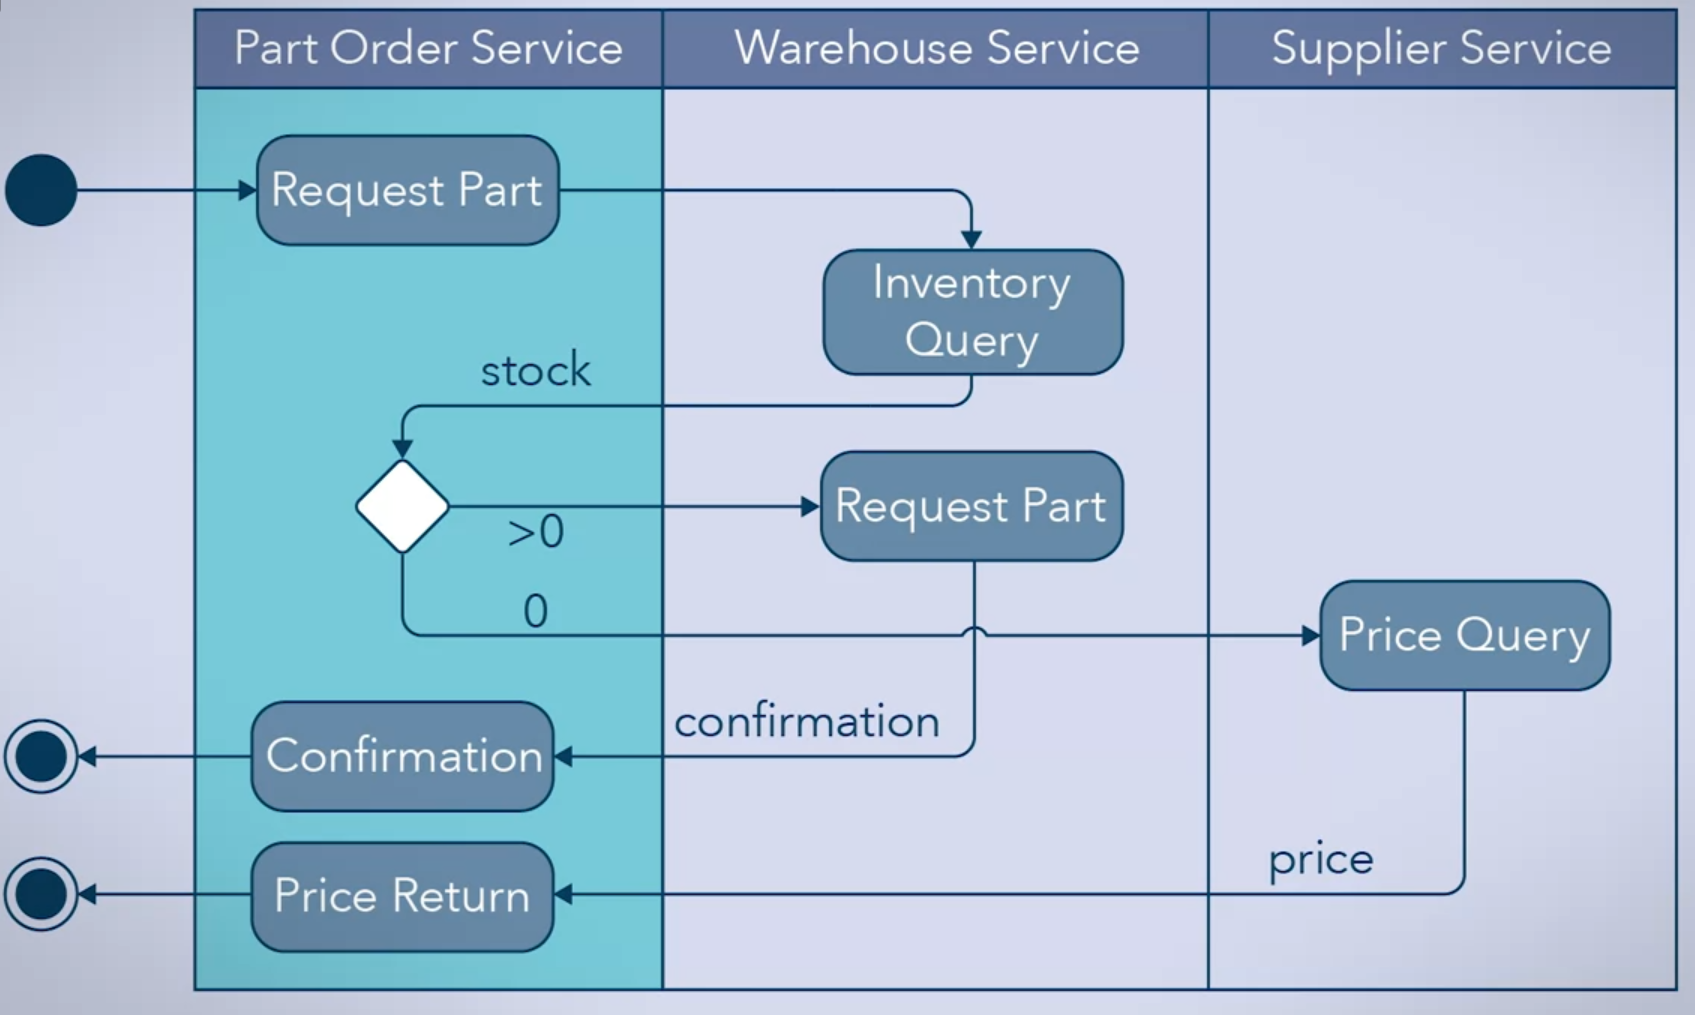 Part Order Service
Warehouse Service
Supplier Service
Request Part
Inventory
Query
stock
Request Part
>0
0
Price Query
confirmation
Confirmation
price
Price Return